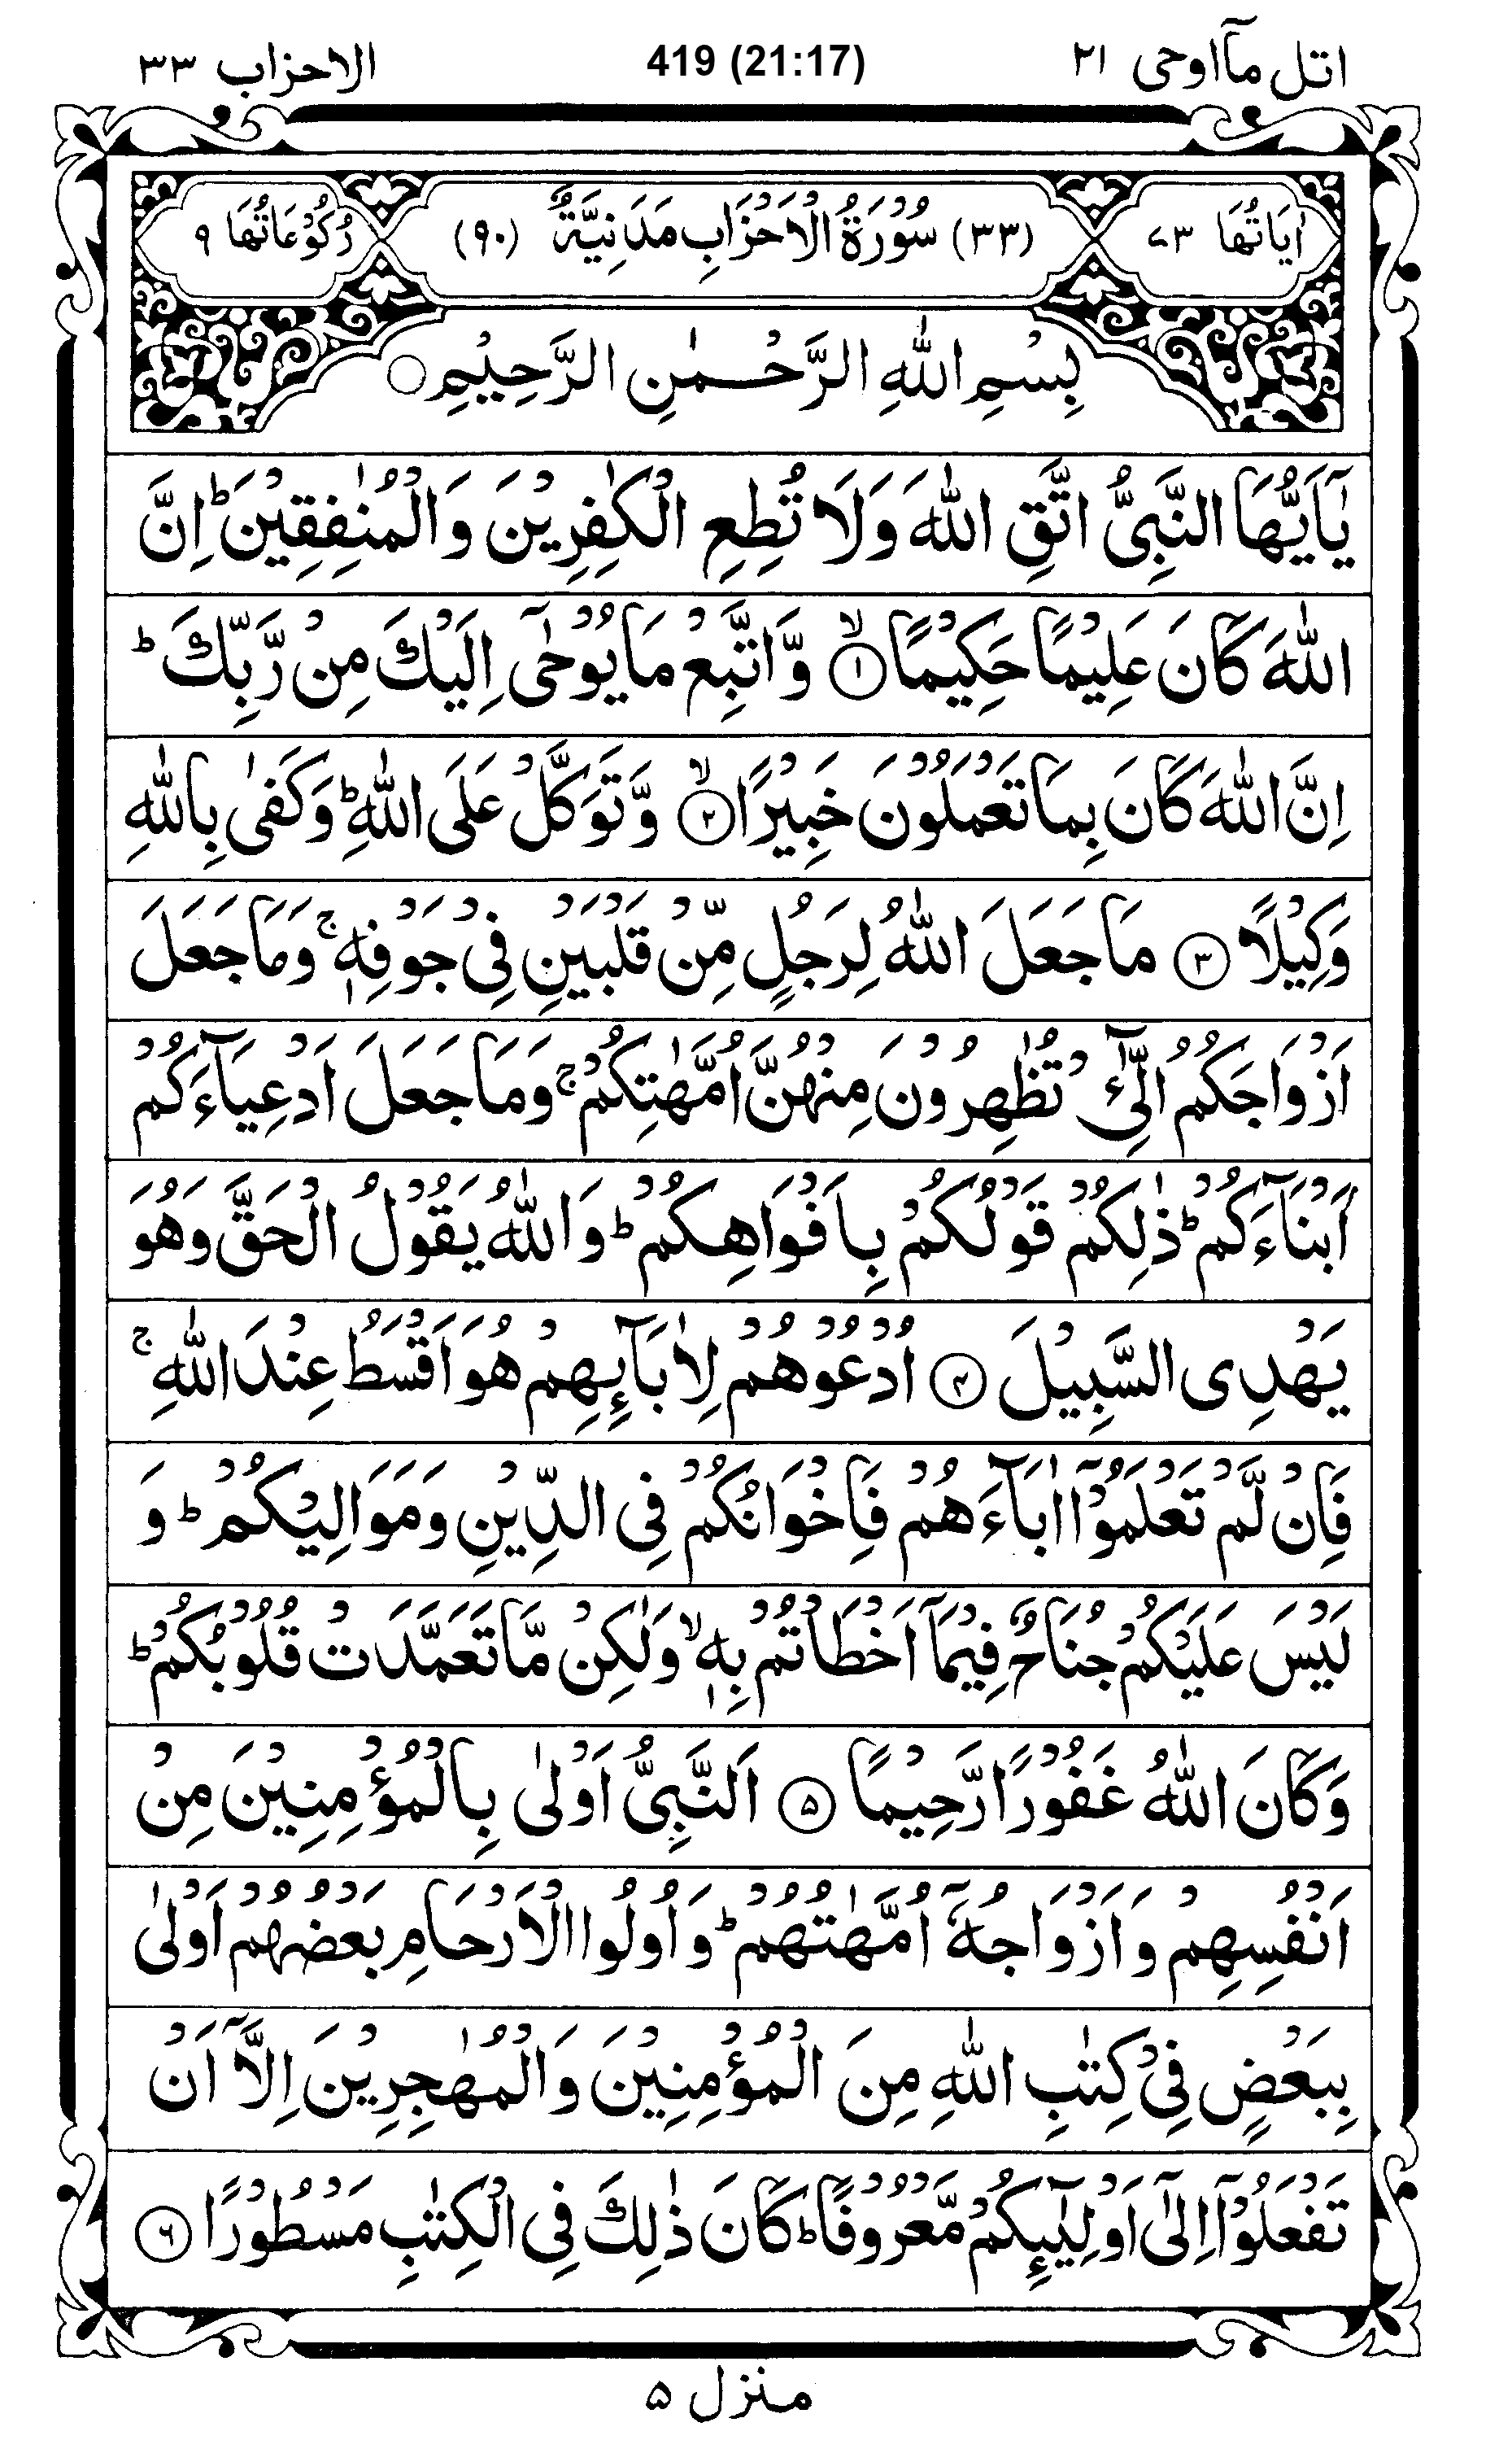 اتل ماۤ اوحی ۲۱ 419 (21:17) الاحزاب ۳۳
اٰيَاتُهَا ۷۳ (۳۳) سُوْرَةُ الْاَحْزَابِ مَدَنِيَّةٌ (۹۰) رُكُوْعَاتُهَا ۹
بِسْمِ اللّٰهِ الرَّحْمٰنِ الرَّحِيْمِ ○
يٰۤاَيُّهَا النَّبِىُّ اتَّقِ اللّٰهَ وَلَا تُطِعِ الْكٰفِرِيْنَ وَالْمُنٰفِقِيْنَ ؕ اِنَّ
اللّٰهَ كَانَ عَلِيْمًا حَكِيْمًا ۙ‏﴿۱﴾ وَّاتَّبِعْ مَا يُوْحٰٓى اِلَيْكَ مِنْ رَّبِّكَ ؕ
اِنَّ اللّٰهَ كَانَ بِمَا تَعْمَلُوْنَ خَبِيْرًا ۙ‏﴿۲﴾ وَّتَوَكَّلْ عَلَى اللّٰهِ ؕ وَكَفٰى بِاللّٰهِ
وَكِيْلًا ﴿۳﴾ مَا جَعَلَ اللّٰهُ لِرَجُلٍ مِّنْ قَلْبَيْنِ فِىْ جَوْفِهٖ ۚ وَمَا جَعَلَ
اَزْوَاجَكُمُ الّٰٓـىِْٔ تُظٰهِرُوْنَ مِنْهُنَّ اُمَّهٰتِكُمْ ۚ وَمَا جَعَلَ اَدْعِيَآءَكُمْ
اَبْنَآءَكُمْ ؕ ذٰلِكُمْ قَوْلُكُمْ بِاَفْوَاهِكُمْ ؕ وَاللّٰهُ يَقُوْلُ الْحَقَّ وَهُوَ
يَهْدِى السَّبِيْلَ ﴿۴﴾ اُدْعُوْهُمْ لِاٰبَآئِهِمْ هُوَ اَقْسَطُ عِنْدَ اللّٰهِ ۚ
فَاِنْ لَّمْ تَعْلَمُوْۤا اٰبَآءَهُمْ فَاِخْوَانُكُمْ فِى الدِّيْنِ وَمَوَالِيْكُمْ ؕ وَ
لَيْسَ عَلَيْكُمْ جُنَاحٌ فِيْمَاۤ اَخْطَاْتُمْ بِهٖ ۙ وَلٰكِنْ مَّا تَعَمَّدَتْ قُلُوْبُكُمْ ؕ
وَكَانَ اللّٰهُ غَفُوْرًا رَّحِيْمًا ﴿۵﴾ اَلنَّبِىُّ اَوْلٰى بِالْمُؤْمِنِيْنَ مِنْ
اَنْفُسِهِمْ وَاَزْوَاجُهٗۤ اُمَّهٰتُهُمْ ؕ وَاُولُوا الْاَرْحَامِ بَعْضُهُمْ اَوْلٰى
بِبَعْضٍ فِىْ كِتٰبِ اللّٰهِ مِنَ الْمُؤْمِنِيْنَ وَالْمُهٰجِرِيْنَ اِلَّاۤ اَنْ
تَفْعَلُوْۤا اِلٰٓى اَوْلِيٰٓئِكُمْ مَّعْرُوْفًا ؕ كَانَ ذٰلِكَ فِى الْكِتٰبِ مَسْطُوْرًا ﴿۶﴾
منزل ۵